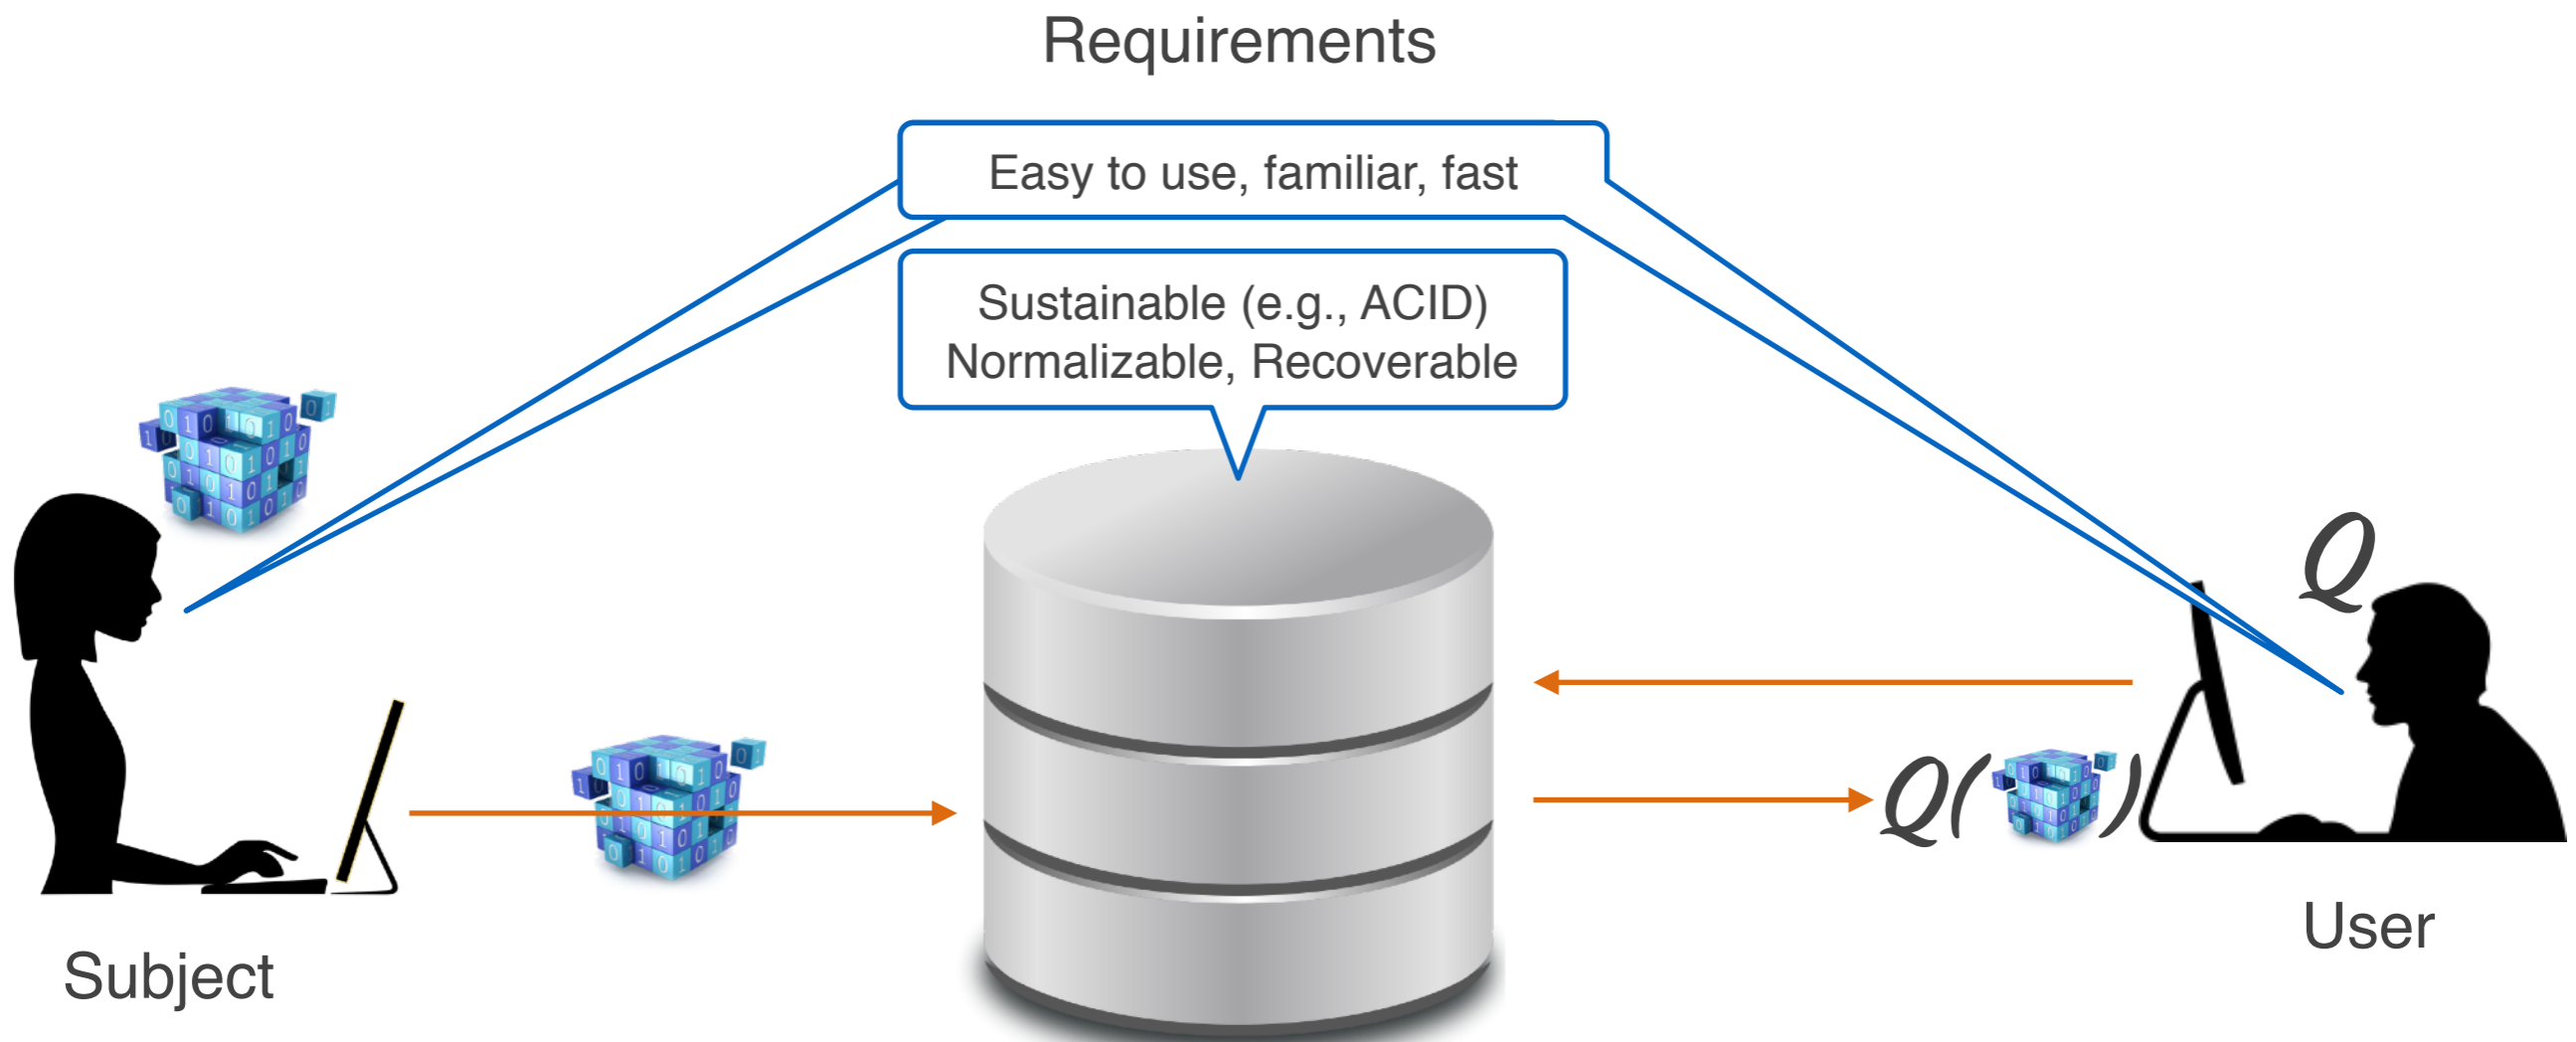 Requirements
Easy to use, familiar, fast
Sustainable (e.g., ACID)
Normalizable, Recoverable
Q
Q( )
Subject
User